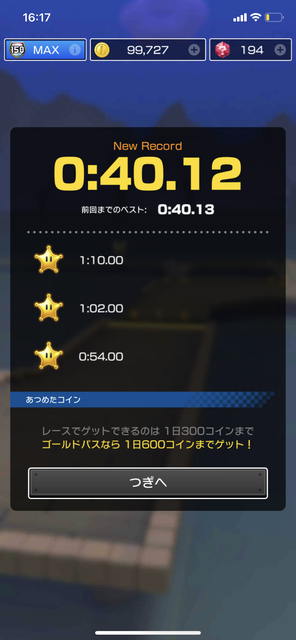 16:17
150 MAX i
99,727 +
194 +
New Record
0:40.12
前回までのベスト: 0:40.13
1:10.00
1:02.00
0:54.00
あつめたコイン
レースでゲットできるのは 1日300コインまで
ゴールドパスなら 1日600コインまでゲット！
つぎへ